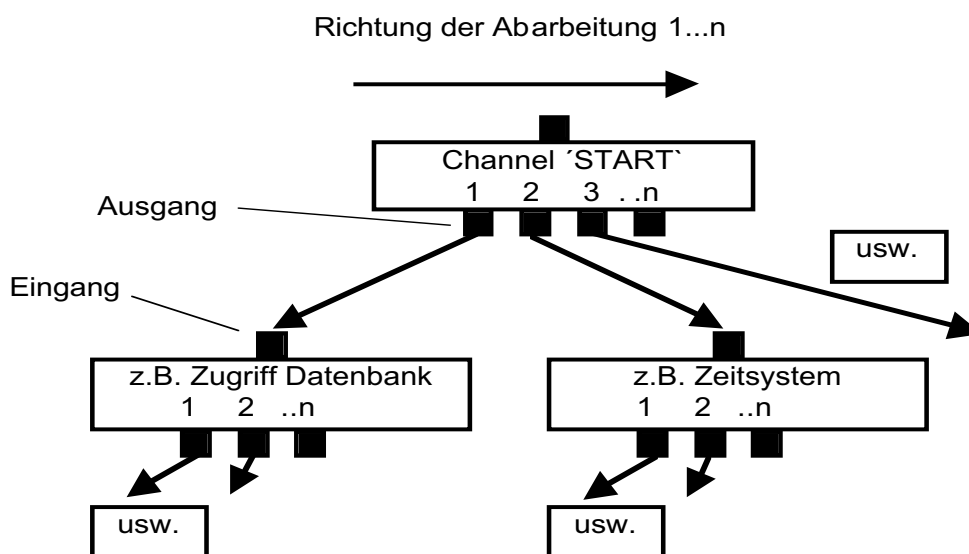 Richtung der Abarbeitung 1...n
Channel ´START`
1 2 3 . ..n
Ausgang
usw.
Eingang
z.B. Zugriff Datenbank
1 2 ..n
z.B. Zeitsystem
1 2 ..n
usw.
usw.